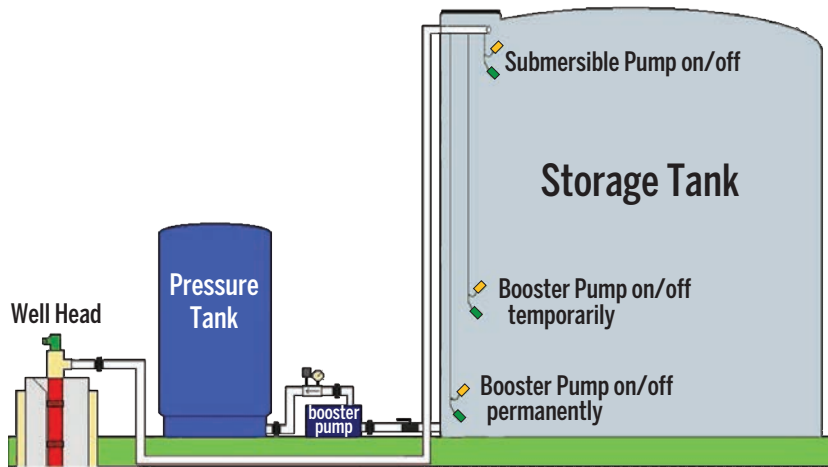 Submersible Pump on/off
Storage Tank
Pressure
Tank
Booster Pump on/off
temporarily
Well Head
Booster Pump on/off
permanently
booster
pump